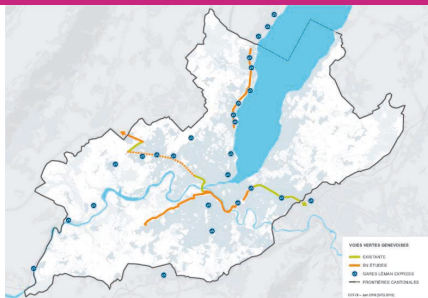 VOIES VERTES GENEVOISES
EXISTANTE
EN ÉTUDES
GARES LÉMAN EXPRESS
FRONTIÈRES CANTONALES